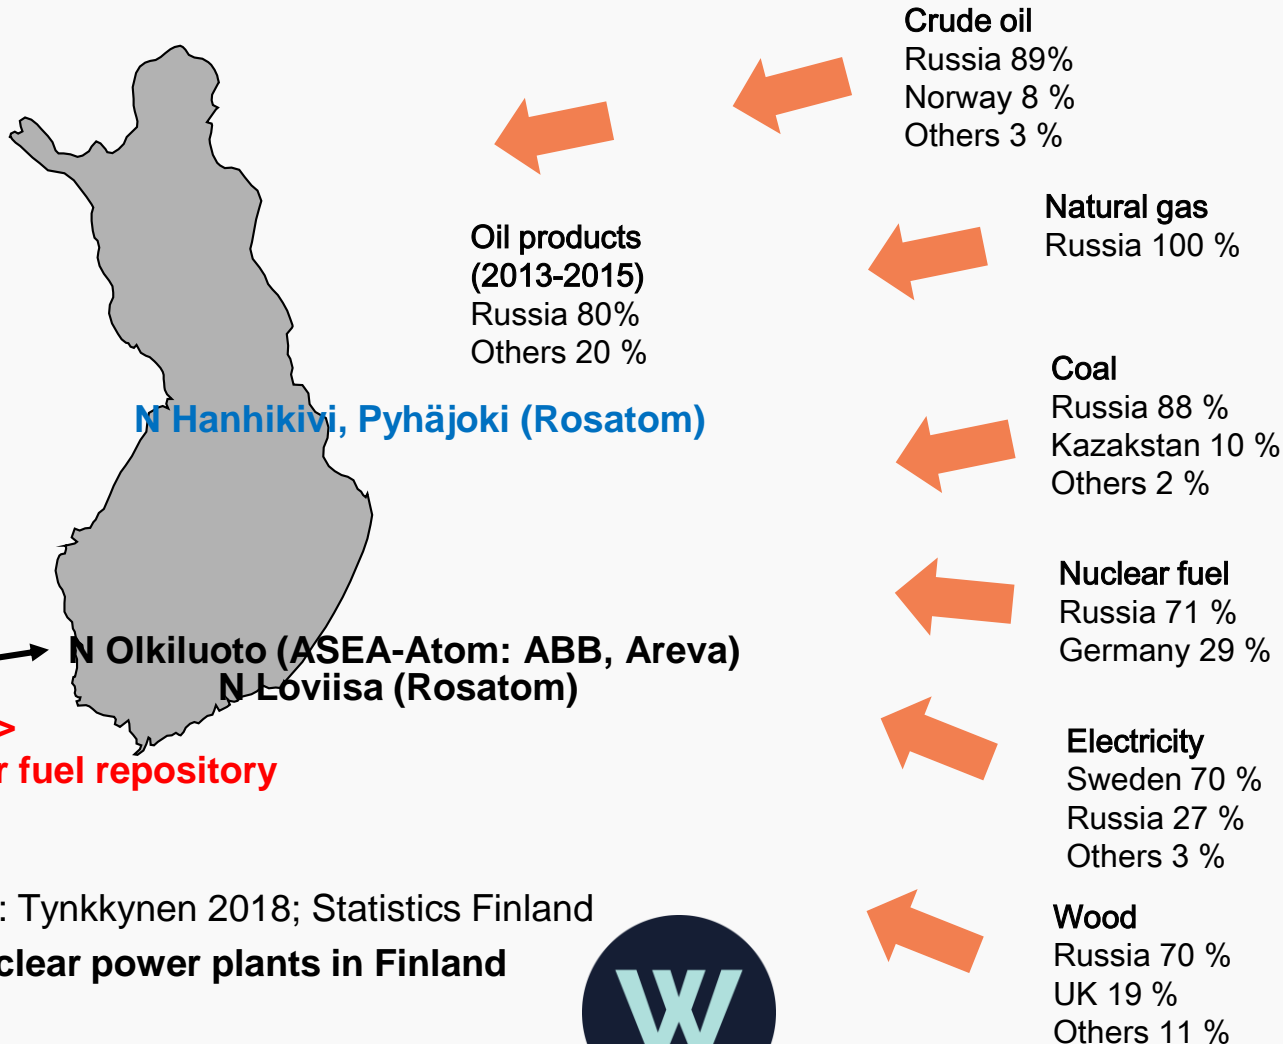 Crude oil
Russia 89%
Norway 8 %
Others 3 %
Natural gas
Russia 100 %
Oil products
(2013-2015)
Russia 80%
Others 20 %
Coal
Russia 88 %
Kazakstan 10 %
Others 2 %
N Hanhikivi, Pyhäjoki (Rosatom)
Nuclear fuel
Russia 71 %
Germany 29 %
N Olkiluoto (ASEA-Atom: ABB, Areva)
N Loviisa (Rosatom)
>
r fuel repository
Electricity
Sweden 70 %
Russia 27 %
Others 3 %
: Tynkkynen 2018; Statistics Finland
clear power plants in Finland
Wood
Russia 70 %
UK 19 %
Others 11 %
W